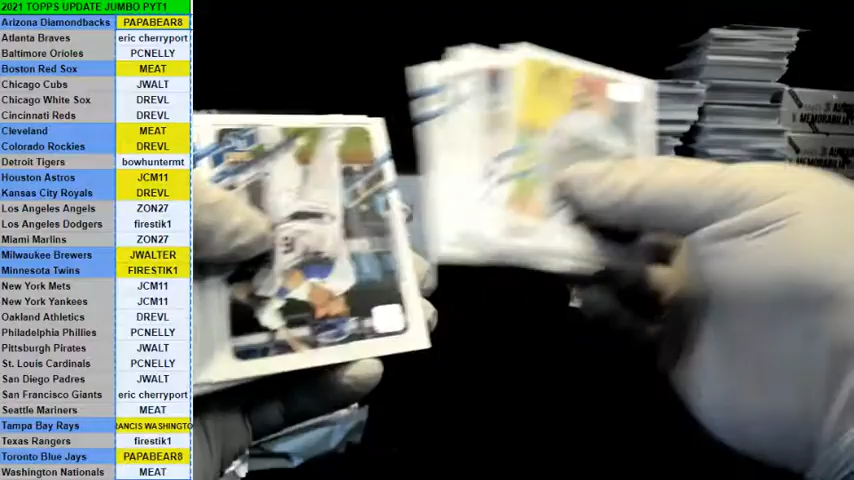 2021 TOPPS UPDATE JUMBO PYT1
Arizona Diamondbacks PAPABEAR8
Atlanta Braves eric cherryport
Baltimore Orioles PCNELLY
Boston Red Sox MEAT
Chicago Cubs JWALT
Chicago White Sox DREVL
Cincinnati Reds DREVL
Cleveland MEAT
Colorado Rockies DREVL
Detroit Tigers bowhuntermt
Houston Astros JCM11
Kansas City Royals DREVL
Los Angeles Angels ZON27
Los Angeles Dodgers firestik1
Miami Marlins ZON27
Milwaukee Brewers JWALTER
Minnesota Twins FIRESTIK1
New York Mets JCM11
New York Yankees JCM11
Oakland Athletics DREVL
Philadelphia Phillies PCNELLY
Pittsburgh Pirates JWALT
St. Louis Cardinals PCNELLY
San Diego Padres JWALT
San Francisco Giants eric cherryport
Seattle Mariners MEAT
Tampa Bay Rays RANCIS WASHINGTO
Texas Rangers firestik1
Toronto Blue Jays PAPABEAR8
Washington Nationals MEAT
MEMORABILIA